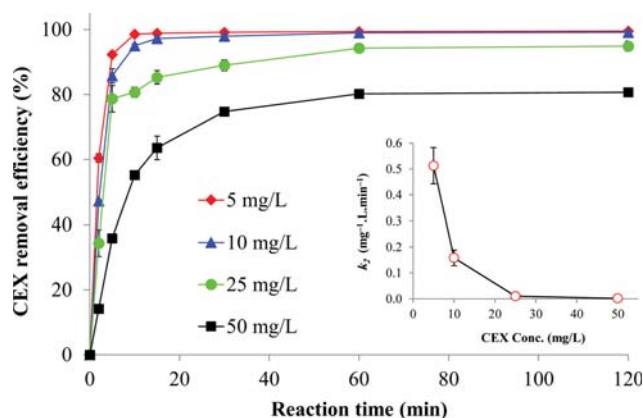 CEX removal efficiency (%)
100
80
60
40
20
0
5 mg/L
10 mg/L
25 mg/L
50 mg/L
k₂ (mg⁻¹.L.min⁻¹)
0.6
0.5
0.4
0.3
0.2
0.1
0.0
0 10 20 30 40 50
CEX Conc. (mg/L)
0 20 40 60 80 100 120
Reaction time (min)